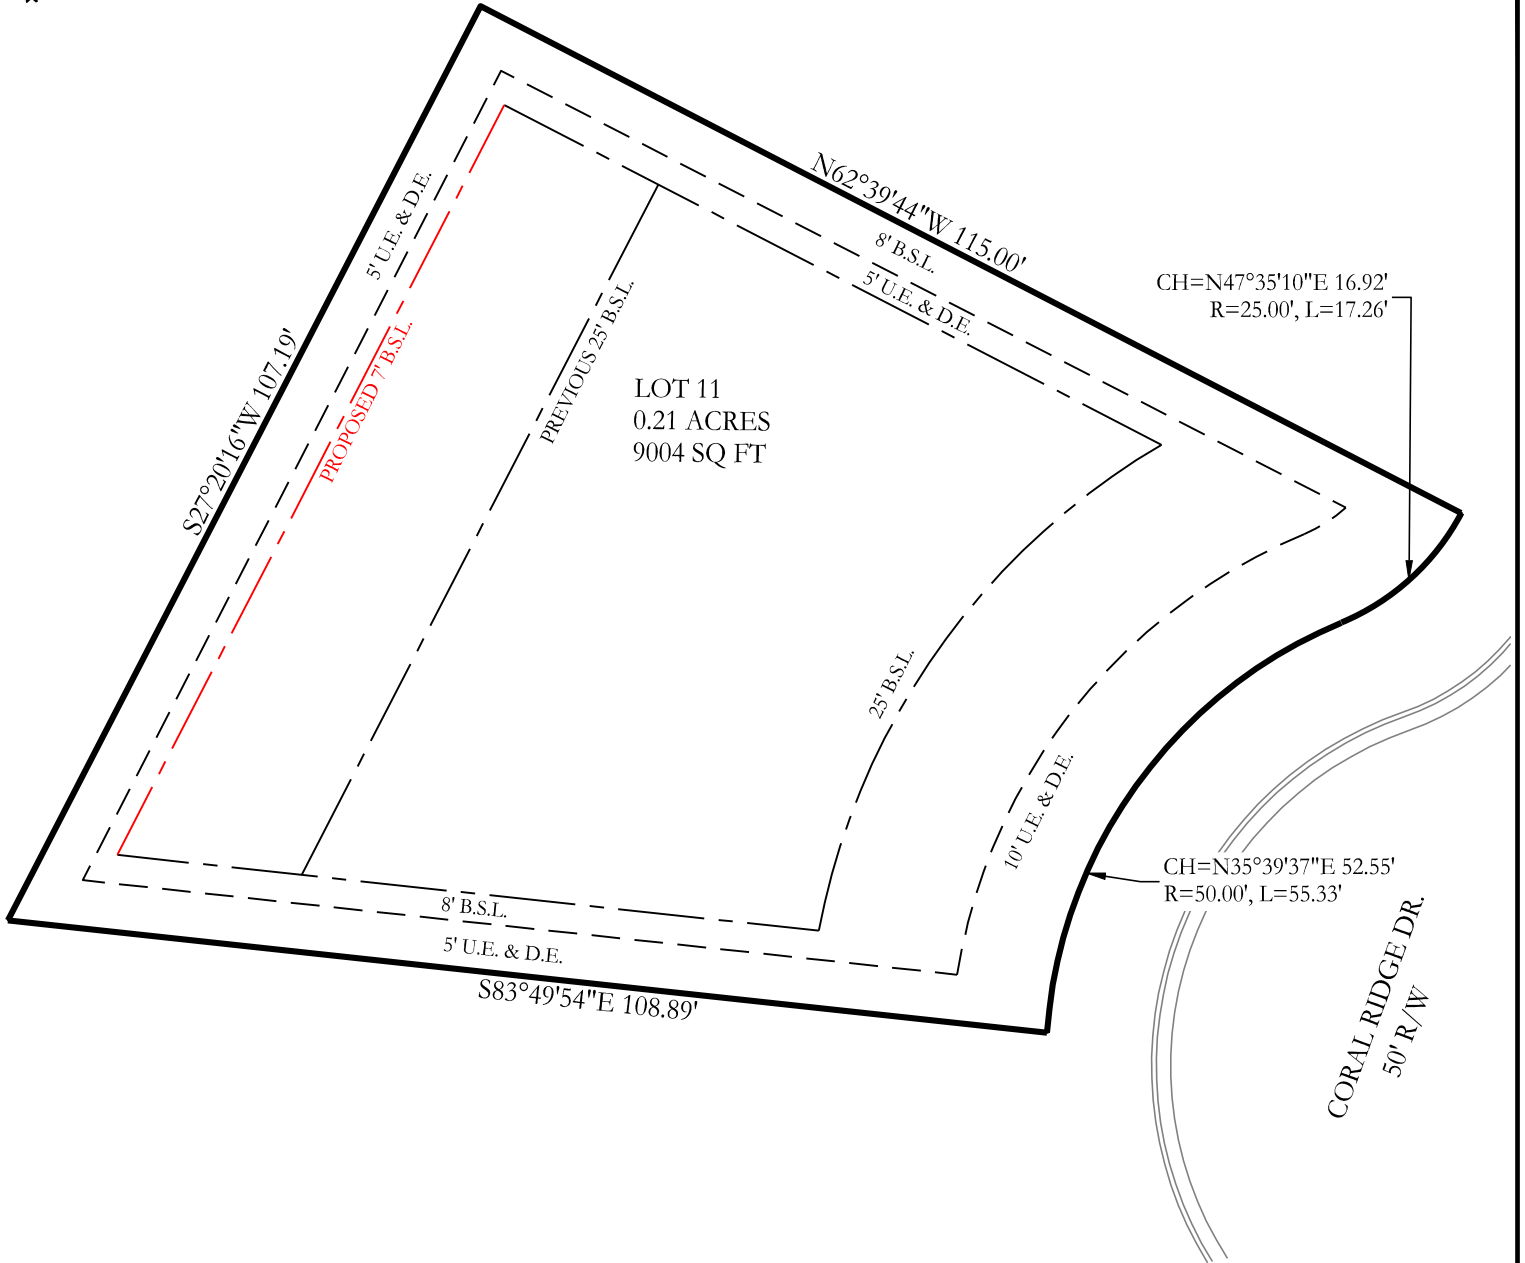 N62°39'44"W 115.00'
8' B.S.L.
5' U.E. & D.E.
5' U.E. & D.E.
CH=N47°35'10"E 16.92'
R=25.00', L=17.26'
S27°20'16"W 107.19'
PROPOSED 7' B.S.L.
PREVIOUS 25' B.S.L.
LOT 11
0.21 ACRES
9004 SQ FT
25' B.S.L.
10' U.E. & D.E.
CH=N35°39'37"E 52.55'
R=50.00', L=55.33'
8' B.S.L.
5' U.E. & D.E.
S83°49'54"E 108.89'
CORAL RIDGE DR.
50' R/W